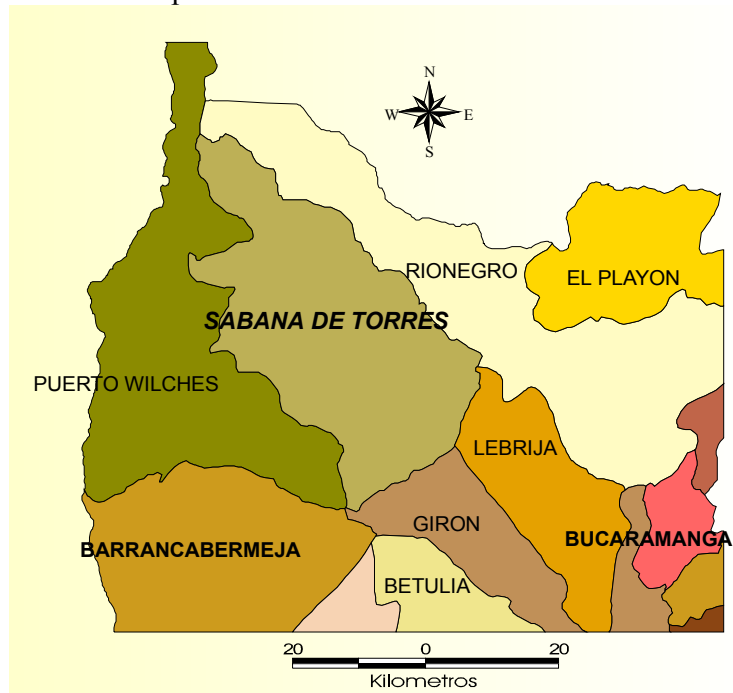 N
W E
S
RIONEGRO
EL PLAYON
SABANA DE TORRES
PUERTO WILCHES
LEBRIJA
GIRON
BUCARAMANGA
BARRANCABERMEJA
BETULIA
20 0 20
Kilometros